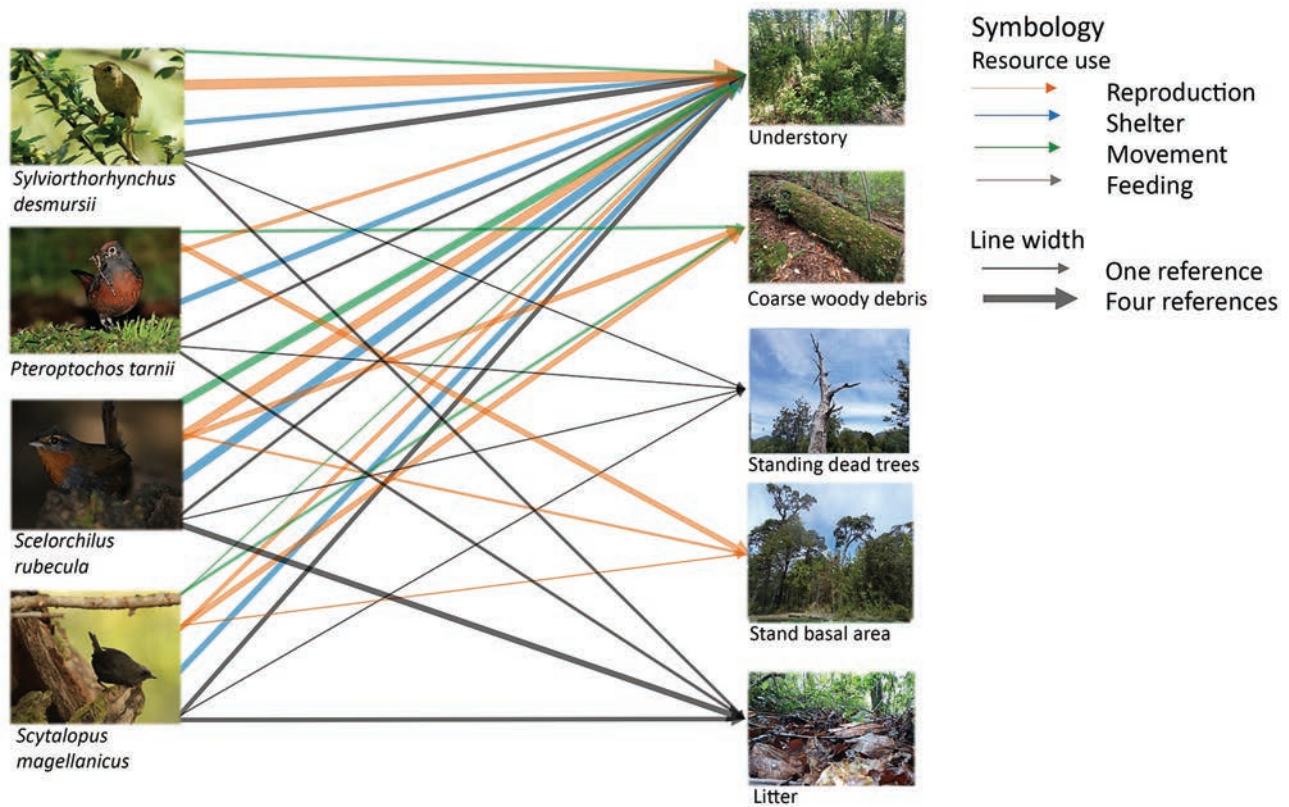 Sylviorthorhynchus
desmursii
Pteroptochos tarnii
Scelorchilus
rubecula
Scytalopus
magellanicus
Understory
Coarse woody debris
Standing dead trees
Stand basal area
Litter
Symbology
Resource use
Reproduction
Shelter
Movement
Feeding
Line width
One reference
Four references